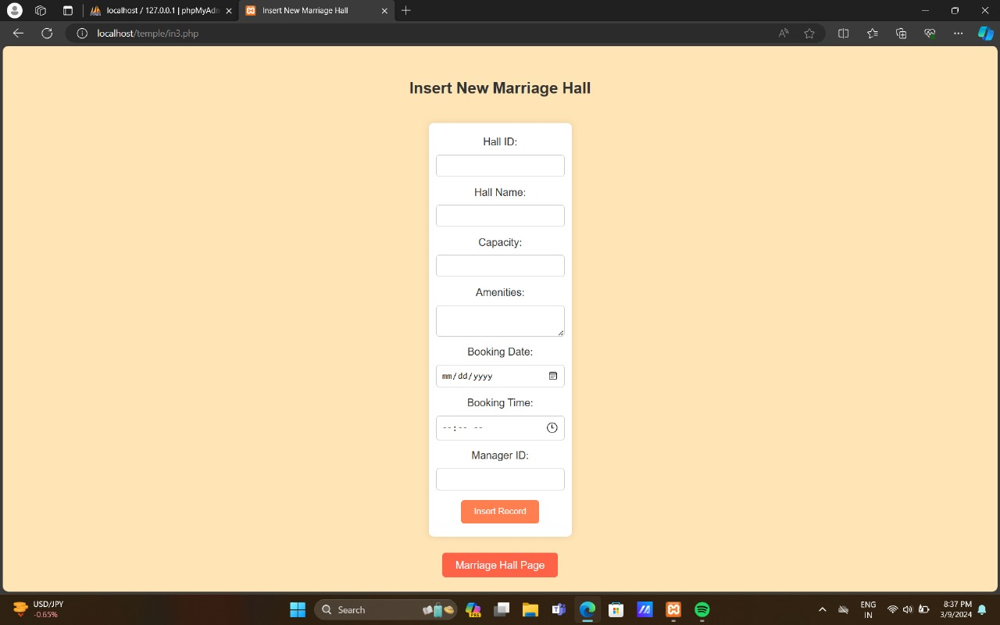 localhost / 127.0.0.1 | phpMyAdn
Insert New Marriage Hall
localhost/temple/in3.php
Insert New Marriage Hall
Hall ID:
Hall Name:
Capacity:
Amenities:
Booking Date:
mm/dd/yyyy
Booking Time:
--:-- --
Manager ID:
Insert Record
Marriage Hall Page
USD/JPY
-0.65%
Search
PRE
ENG
IN
8:37 PM
3/9/2024